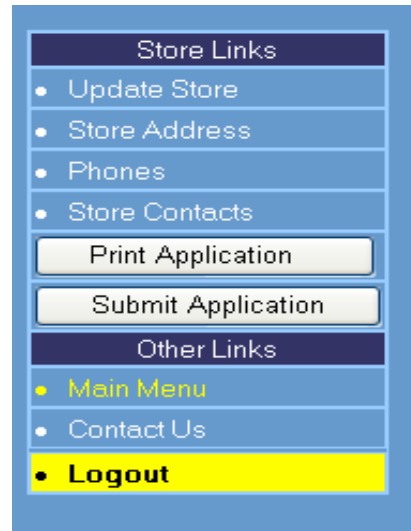 Store Links
Update Store
Store Address
Phones
Store Contacts
Print Application
Submit Application
Other Links
Main Menu
Contact Us
Logout